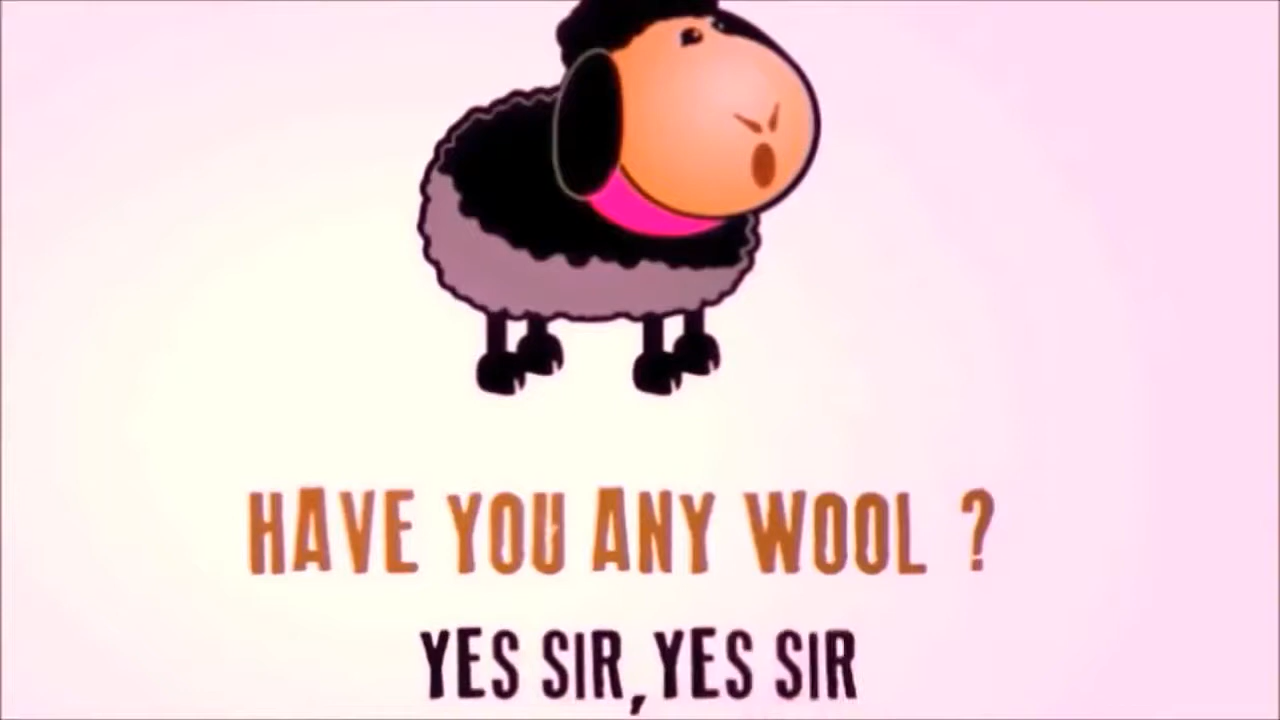 HAVE YOU ANY WOOL ?
YES SIR, YES SIR